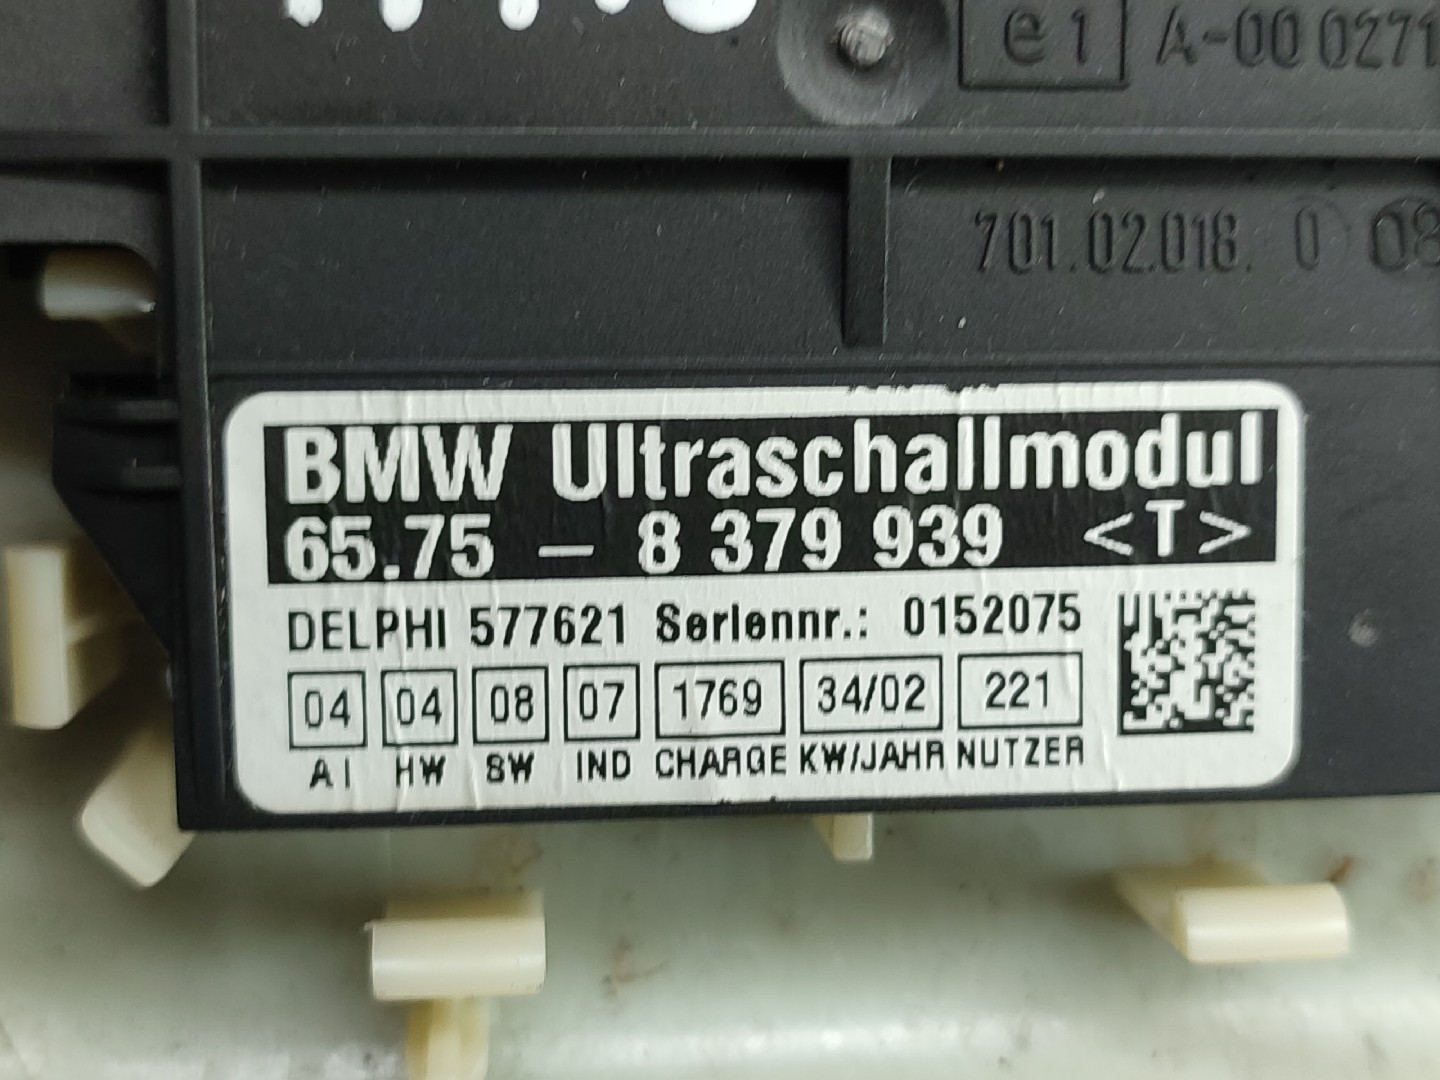 e1 A-00 0271
701.02.018. 0 08
BMW Ultraschallmodul
65.75 – 8 379 939 <T>
DELPHI 577621 Seriennr.: 0152075
04 04 08 07 1769 34/02 221
AI HW SW IND CHARGE KW/JAHR NUTZER